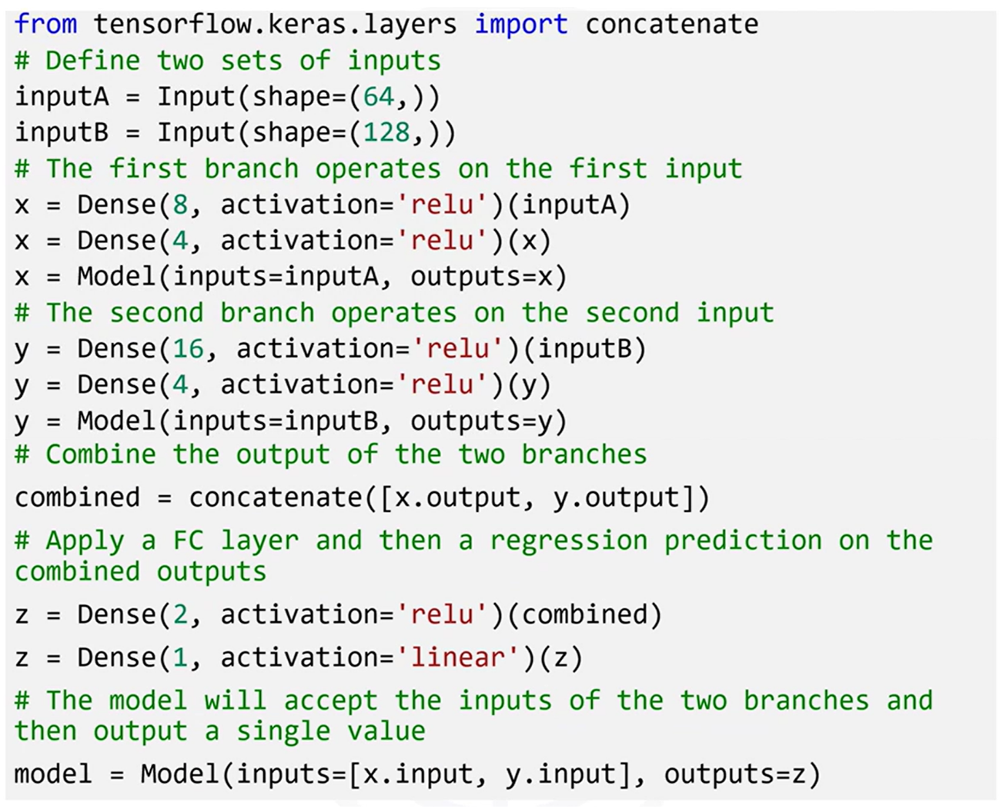 from tensorflow.keras.layers import concatenate
# Define two sets of inputs
inputA = Input(shape=(64,))
inputB = Input(shape=(128,))
# The first branch operates on the first input
x = Dense(8, activation='relu')(inputA)
x = Dense(4, activation='relu')(x)
x = Model(inputs=inputA, outputs=x)
# The second branch operates on the second input
y = Dense(16, activation='relu')(inputB)
y = Dense(4, activation='relu')(y)
y = Model(inputs=inputB, outputs=y)
# Combine the output of the two branches
combined = concatenate([x.output, y.output])
# Apply a FC layer and then a regression prediction on the
combined outputs
z = Dense(2, activation='relu')(combined)
z = Dense(1, activation='linear')(z)
# The model will accept the inputs of the two branches and
then output a single value
model = Model(inputs=[x.input, y.input], outputs=z)